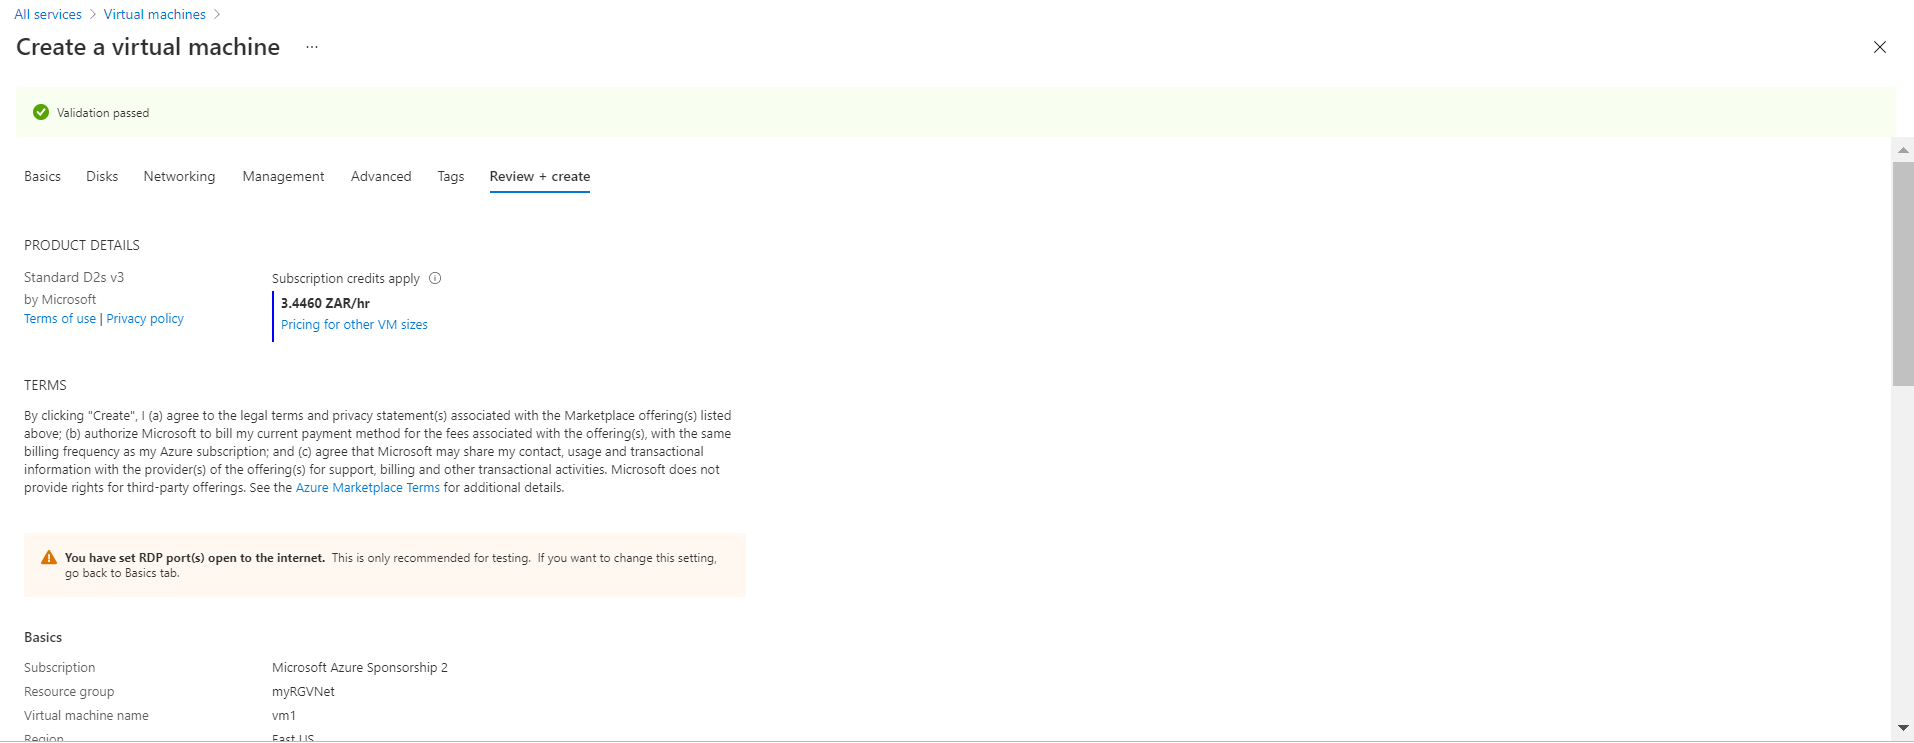 All services > Virtual machines >
Create a virtual machine ...
Validation passed
Basics Disks Networking Management Advanced Tags Review + create
PRODUCT DETAILS
Standard D2s v3
by Microsoft
Terms of use | Privacy policy
Subscription credits apply
3.4460 ZAR/hr
Pricing for other VM sizes
TERMS
By clicking "Create", I (a) agree to the legal terms and privacy statement(s) associated with the Marketplace offering(s) listed
above; (b) authorize Microsoft to bill my current payment method for the fees associated with the offering(s), with the same
billing frequency as my Azure subscription; and (c) agree that Microsoft may share my contact, usage and transactional
information with the provider(s) of the offering(s) for support, billing and other transactional activities. Microsoft does not
provide rights for third-party offerings. See the Azure Marketplace Terms for additional details.
You have set RDP port(s) open to the internet. This is only recommended for testing. If you want to change this setting,
go back to Basics tab.
Basics
Subscription Microsoft Azure Sponsorship 2
Resource group myRGVNet
Virtual machine name vm1
Region East US